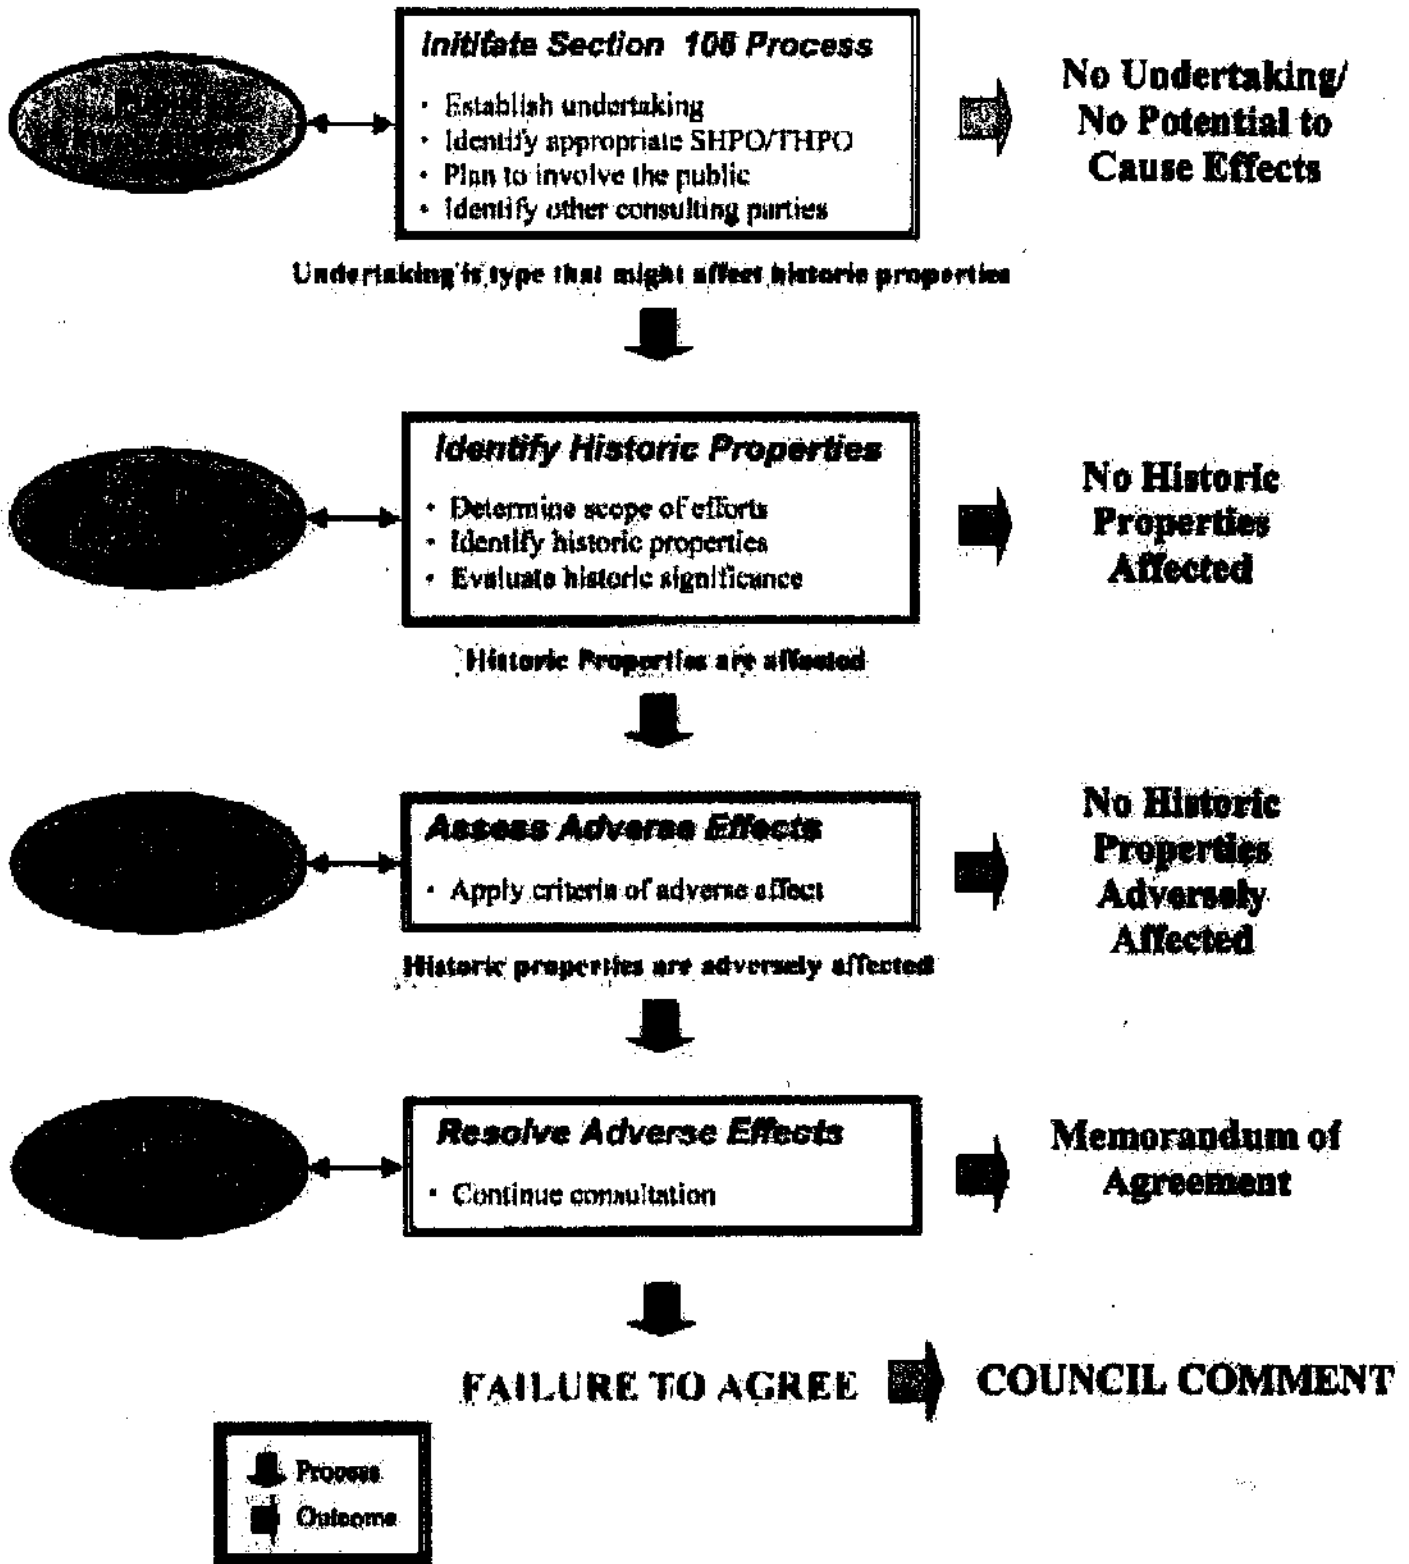 Initiate Section 106 Process
• Establish undertaking
• Identify appropriate SHPO/THPO
• Plan to involve the public
• Identify other consulting parties
No Undertaking/
No Potential to
Cause Effects
Undertaking is type that might affect historic properties
Identify Historic Properties
• Determine scope of efforts
• Identify historic properties
• Evaluate historic significance
No Historic
Properties
Affected
Historic Properties are affected
Assess Adverse Effects
• Apply criteria of adverse affect
No Historic
Properties
Adversely
Affected
Historic properties are adversely affected
Resolve Adverse Effects
• Continue consultation
Memorandum of
Agreement
FAILURE TO AGREE
COUNCIL COMMENT
Process
Outcome